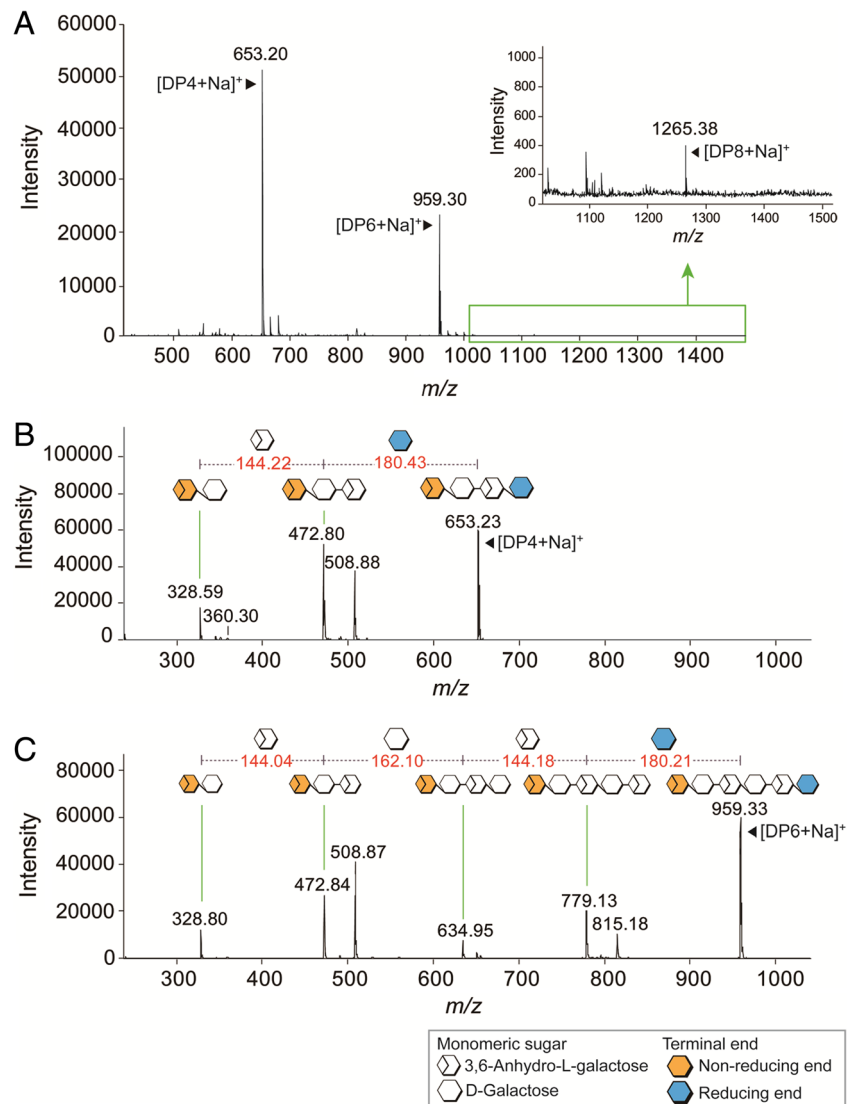 A
60000
50000
40000
30000
20000
10000
0
Intensity
653.20
[DP4+Na]+
959.30
[DP6+Na]+
500 600 700 800 900 1000 1100 1200 1300 1400
m/z
1000
800
600
400
200
0
Intensity
1265.38
[DP8+Na]+
1100 1200 1300 1400 1500
m/z
B
100000
80000
60000
40000
20000
0
Intensity
144.22 180.43
328.59
360.30
472.80
508.88
653.23
[DP4+Na]+
300 400 500 600 700 800 900 1000
m/z
C
80000
60000
40000
20000
0
Intensity
144.04 162.10 144.18 180.21
328.80
472.84
508.87
634.95
779.13
815.18
959.33
[DP6+Na]+
300 400 500 600 700 800 900 1000
m/z
Monomeric sugar
3,6-Anhydro-L-galactose
D-Galactose
Terminal end
Non-reducing end
Reducing end